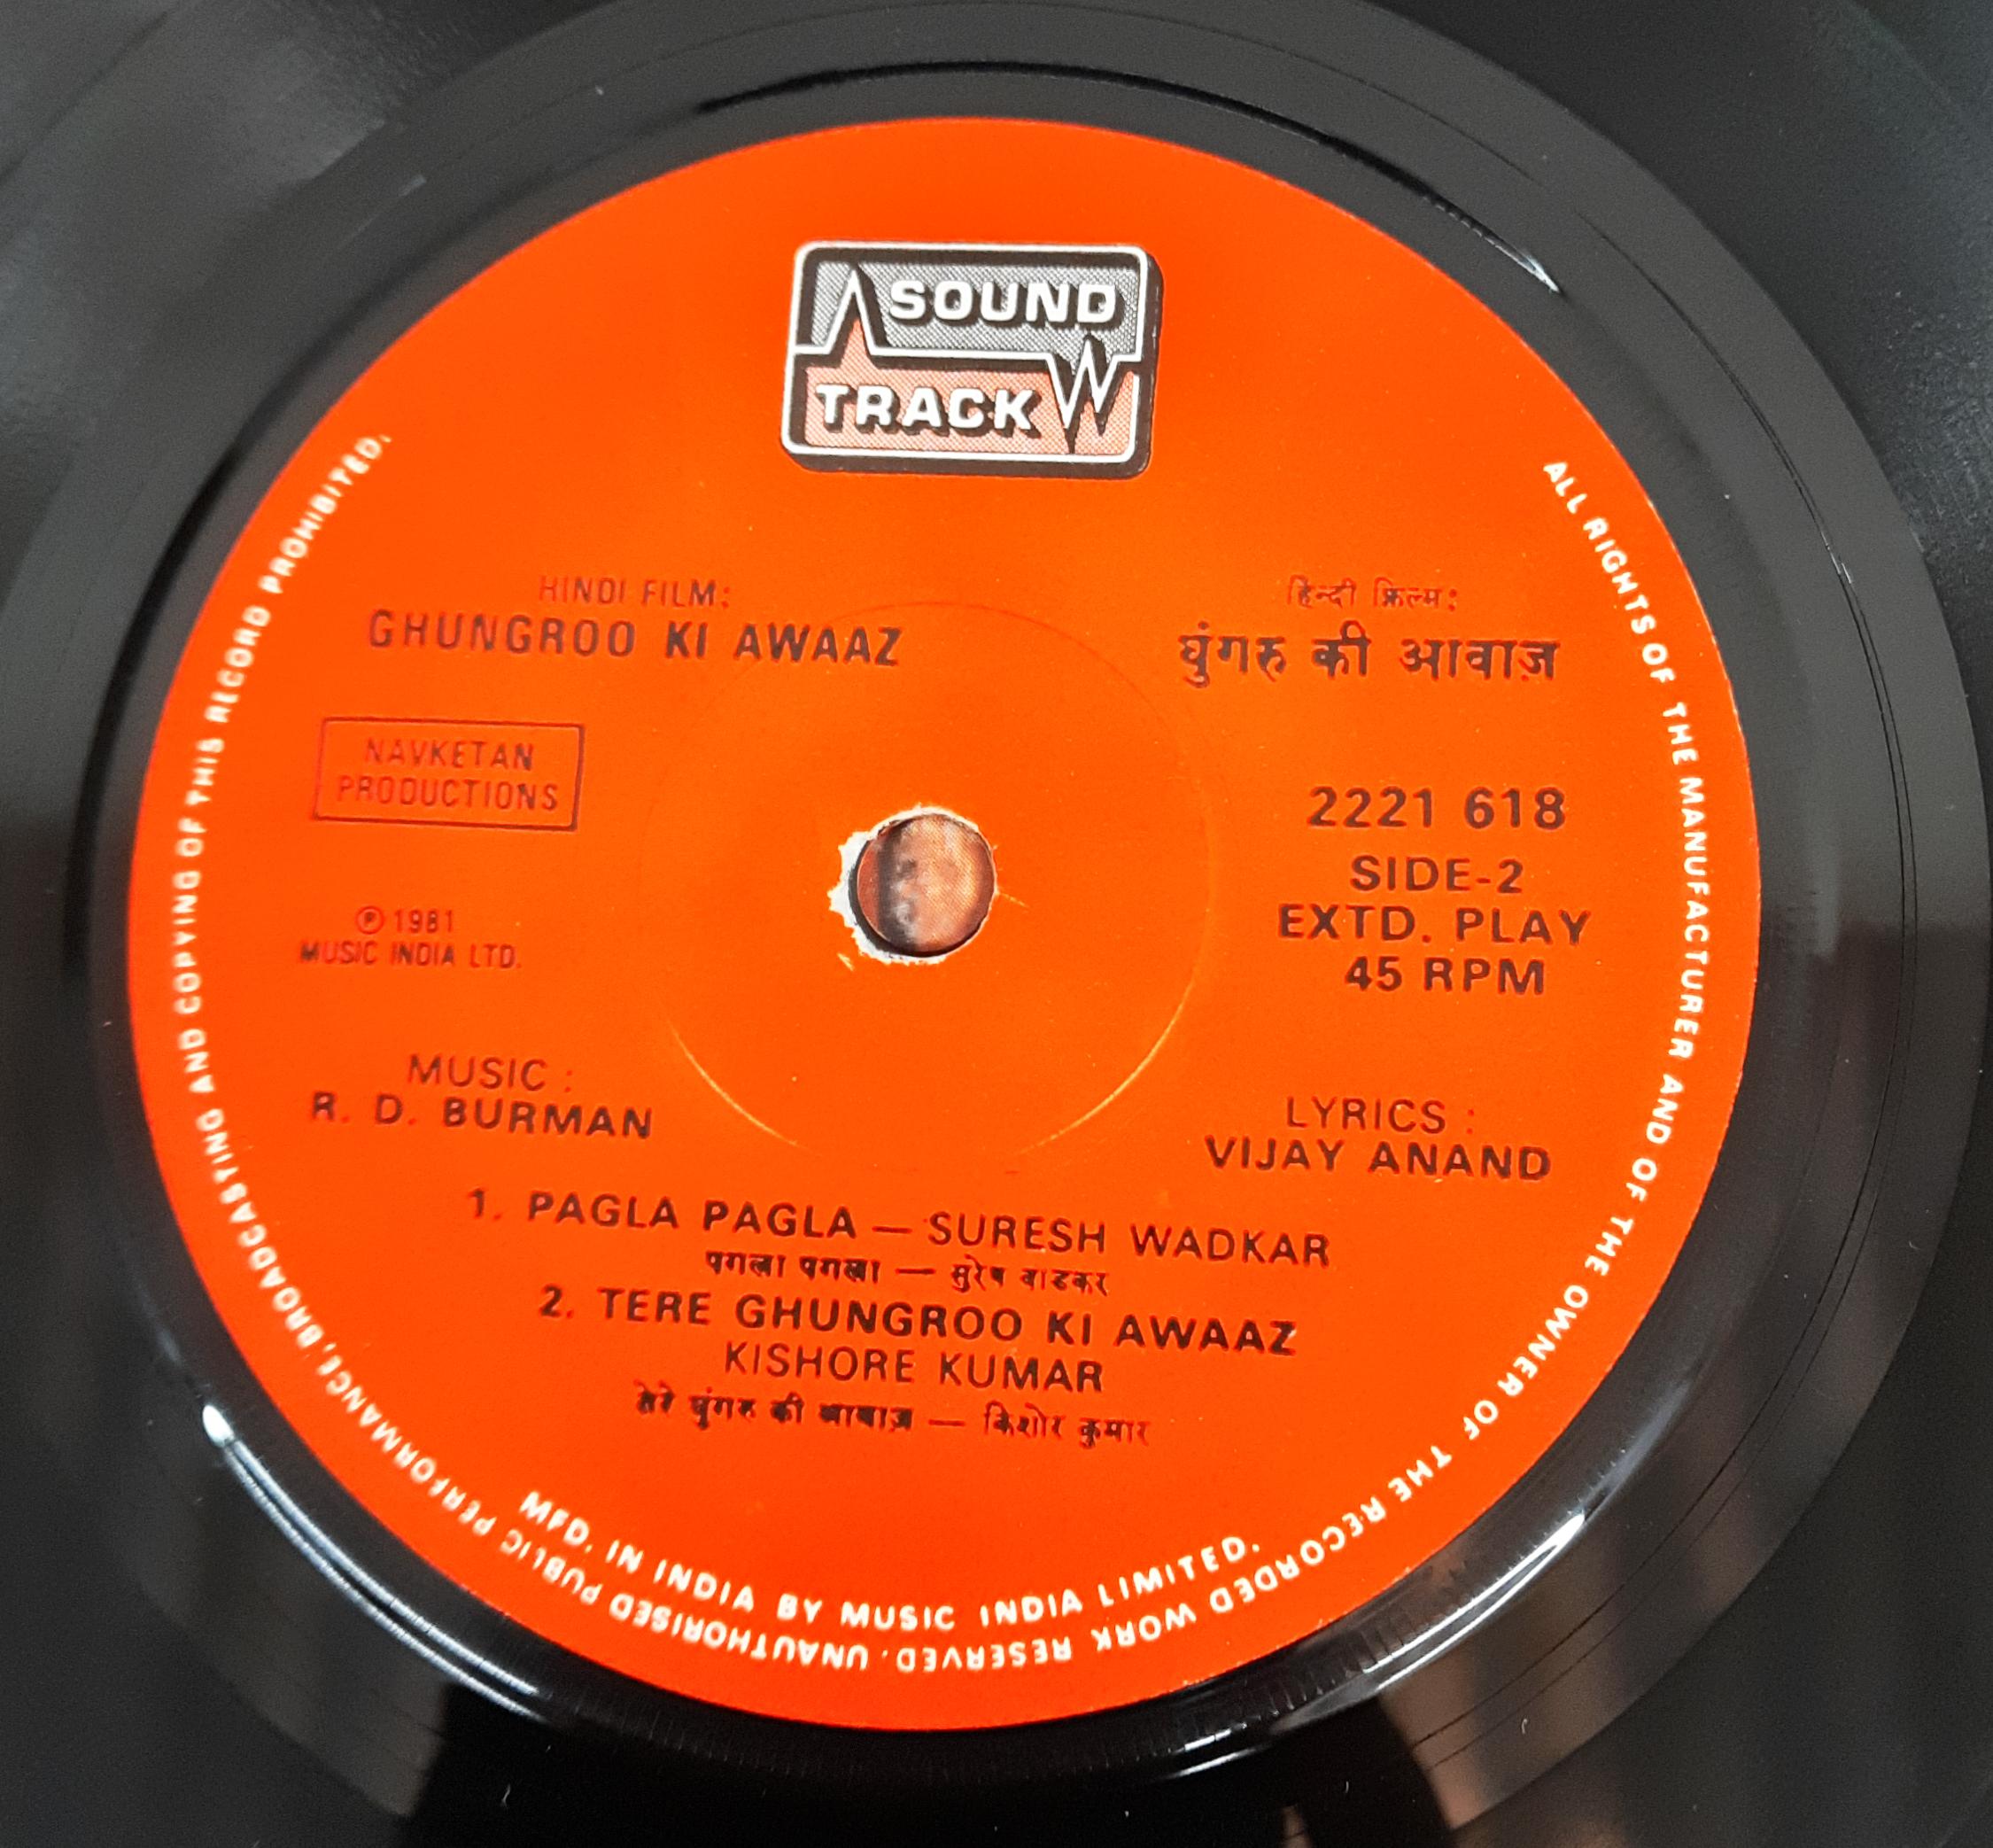 SOUND
TRACK
HINDI FILM:
GHUNGROO KI AWAAZ
हिन्दी फ़िल्म:
घुंगरु की आवाज़
NAVKETAN
PRODUCTIONS
2221 618
SIDE-2
EXTD. PLAY
45 RPM
℗ 1981
MUSIC INDIA LTD.
MUSIC :
R. D. BURMAN
LYRICS :
VIJAY ANAND
1. PAGLA PAGLA — SURESH WADKAR
पगला पगला — सुरेष वाडकर
2. TERE GHUNGROO KI AWAAZ
KISHORE KUMAR
तेरे घुंगरु की आवाज़ — किशोर कुमार
MFD. IN INDIA BY MUSIC INDIA LIMITED.
ALL RIGHTS OF THE MANUFACTURER AND OF THE OWNER OF THE RECORDED WORK RESERVED. UNAUTHORISED PUBLIC PERFORMANCE, BROADCASTING AND COPYING OF THIS RECORD PROHIBITED.